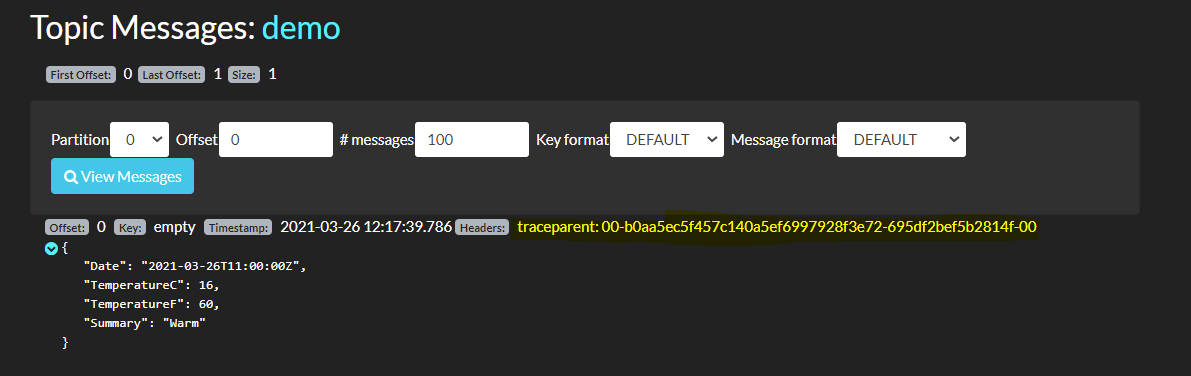 Topic Messages: demo
First Offset: 0 Last Offset: 1 Size: 1
Partition 0 Offset 0 # messages 100 Key format DEFAULT Message format DEFAULT
View Messages
Offset: 0 Key: empty Timestamp: 2021-03-26 12:17:39.786 Headers: traceparent: 00-b0aa5ec5f457c140a5ef6997928f3e72-695df2bef5b2814f-00
{
"Date": "2021-03-26T11:00:00Z",
"TemperatureC": 16,
"TemperatureF": 60,
"Summary": "Warm"
}